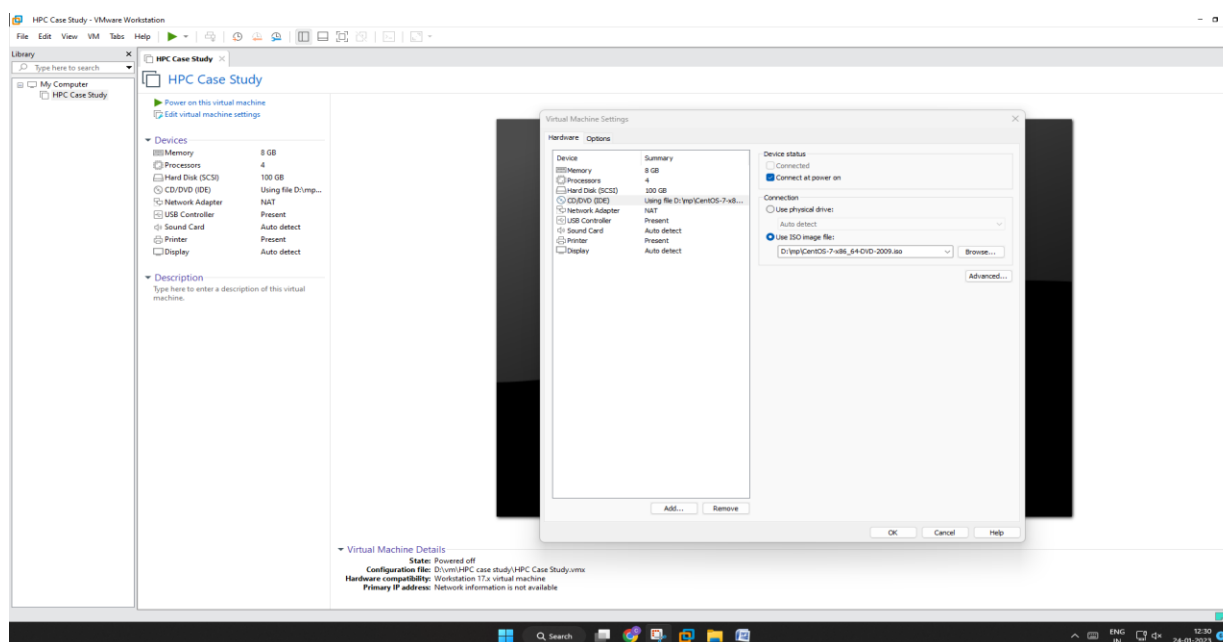 HPC Case Study - VMware Workstation
File Edit View VM Tabs Help
Library
Type here to search
My Computer
HPC Case Study
HPC Case Study
HPC Case Study
Power on this virtual machine
Edit virtual machine settings
Devices
Memory 8 GB
Processors 4
Hard Disk (SCSI) 100 GB
CD/DVD (IDE) Using file D:\mp...
Network Adapter NAT
USB Controller Present
Sound Card Auto detect
Printer Present
Display Auto detect
Description
Type here to enter a description of this virtual
machine.
Virtual Machine Settings
Hardware Options
Device Summary
Memory 8 GB
Processors 4
Hard Disk (SCSI) 100 GB
CD/DVD (IDE) Using file D:\mp\CentOS-7-x8...
Network Adapter NAT
USB Controller Present
Sound Card Auto detect
Printer Present
Display Auto detect
Add... Remove
Device status
Connected
Connect at power on
Connection
Use physical drive:
Auto detect
Use ISO image file:
D:\mp\CentOS-7-x86_64-DVD-2009.iso Browse...
Advanced...
OK Cancel Help
Virtual Machine Details
State: Powered off
Configuration file: D:\vm\HPC case study\HPC Case Study.vmx
Hardware compatibility: Workstation 17.x virtual machine
Primary IP address: Network information is not available
Search
ENG
IN
12:30
24-01-2023